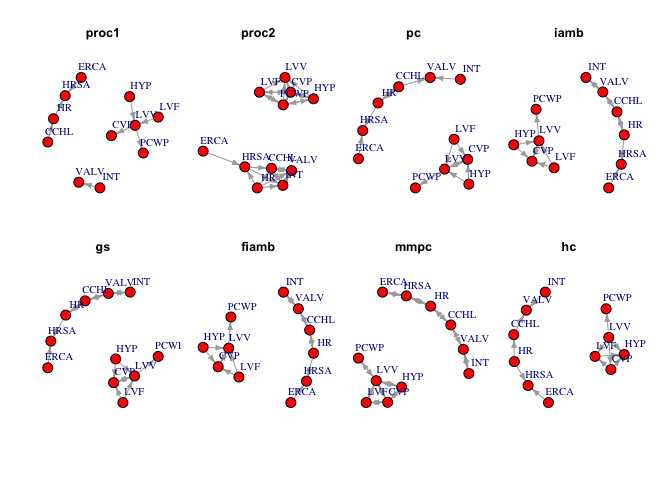 proc1
ERCA
HRSA
HR
CCHL
HYP
LVV
LVF
CVP
PCWP
VALV
INT
proc2
LVV
LVF
CVP
PCWP
HYP
ERCA
HRSA
CCHL
VALV
HR
INT
pc
VALV
INT
CCHL
HR
HRSA
ERCA
LVF
CVP
LVV
PCWP
HYP
iamb
INT
VALV
CCHL
PCWP
HR
HYP
LVV
CVP
LVF
HRSA
ERCA
gs
VALV
INT
CCHL
HR
HRSA
ERCA
HYP
PCWI
LVV
CVP
LVF
fiamb
INT
VALV
PCWP
CCHL
HYP
LVV
HR
CVP
LVF
HRSA
ERCA
mmpc
ERCA
HRSA
HR
CCHL
VALV
INT
PCWP
LVV
HYP
LVF
CVP
hc
INT
VALV
CCHL
HR
HRSA
ERCA
PCWP
LVV
LVF
HYP
CVP